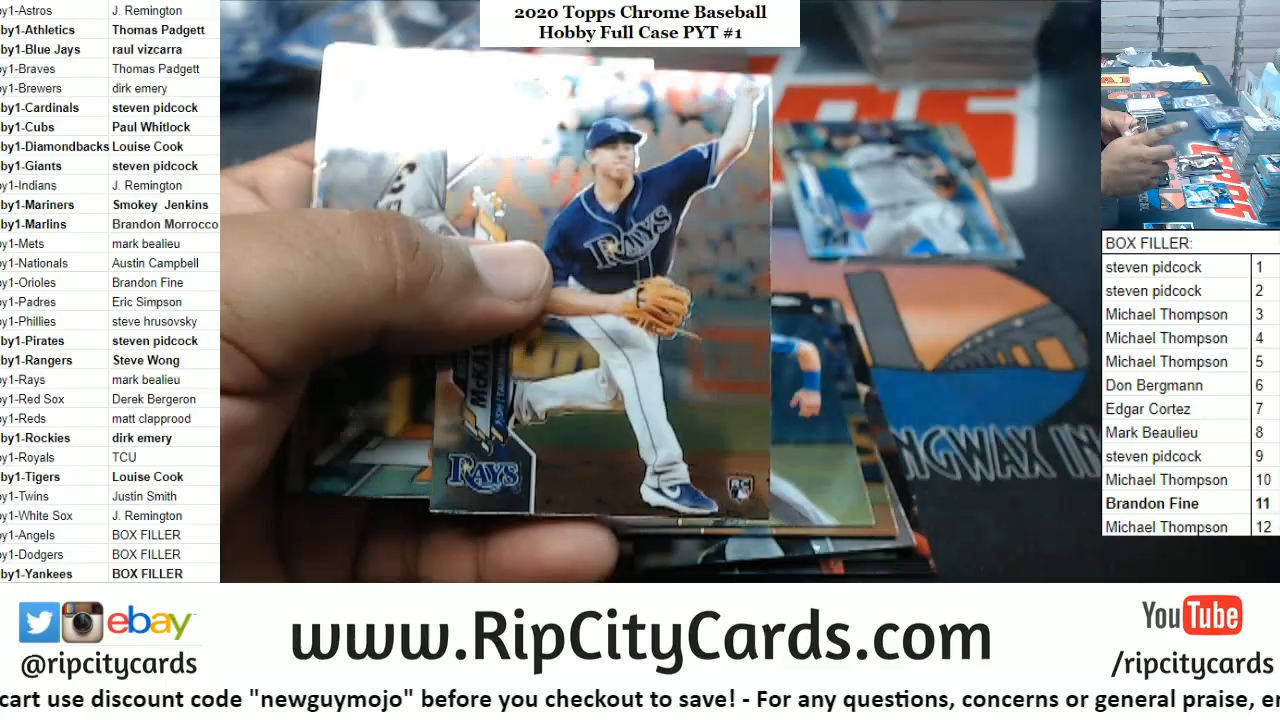 2020 Topps Chrome Baseball
Hobby Full Case PYT #1
by1-Astros J. Remington
by1-Athletics Thomas Padgett
by1-Blue Jays raul vizcarra
by1-Braves Thomas Padgett
by1-Brewers dirk emery
by1-Cardinals steven pidcock
by1-Cubs Paul Whitlock
by1-Diamondbacks Louise Cook
by1-Giants steven pidcock
by1-Indians J. Remington
by1-Mariners Smokey Jenkins
by1-Marlins Brandon Morrocco
by1-Mets mark bealieu
by1-Nationals Austin Campbell
by1-Orioles Brandon Fine
by1-Padres Eric Simpson
by1-Phillies steve hrusovsky
by1-Pirates steven pidcock
by1-Rangers Steve Wong
by1-Rays mark bealieu
by1-Red Sox Derek Bergeron
by1-Reds matt clapprood
by1-Rockies dirk emery
by1-Royals TCU
by1-Tigers Louise Cook
by1-Twins Justin Smith
by1-White Sox J. Remington
by1-Angels BOX FILLER
by1-Dodgers BOX FILLER
by1-Yankees BOX FILLER
RAYS
RAYS
RC
NGWAX IN
BOX FILLER:
steven pidcock 1
steven pidcock 2
Michael Thompson 3
Michael Thompson 4
Michael Thompson 5
Don Bergmann 6
Edgar Cortez 7
Mark Beaulieu 8
steven pidcock 9
Michael Thompson 10
Brandon Fine 11
Michael Thompson 12
ebay
@ripcitycards
www.RipCityCards.com
YouTube
/ripcitycards
cart use discount code "newguymojo" before you checkout to save! - For any questions, concerns or general praise, e